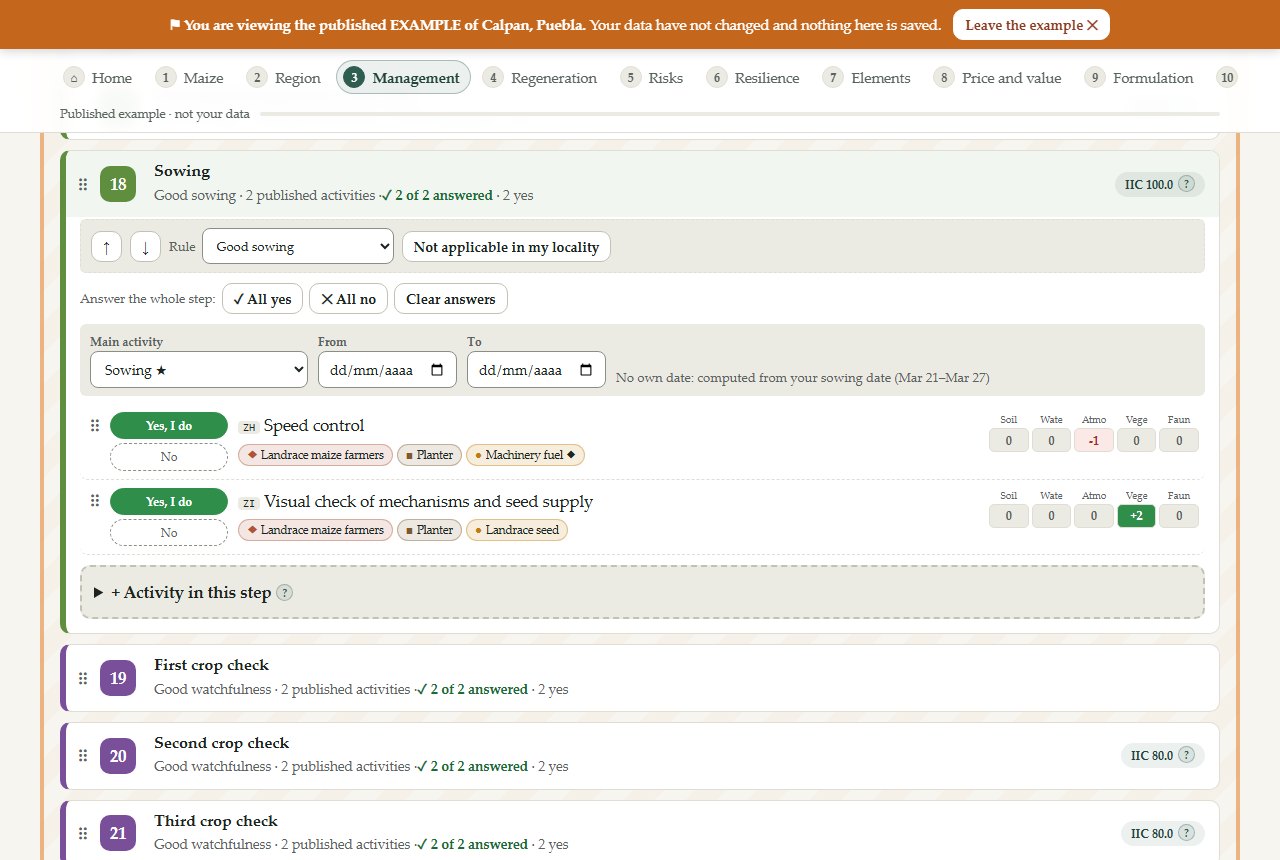 ⚑ You are viewing the published EXAMPLE of Calpan, Puebla. Your data have not changed and nothing here is saved. Leave the example ✕
⌂ Home 1 Maize 2 Region 3 Management 4 Regeneration 5 Risks 6 Resilience 7 Elements 8 Price and value 9 Formulation 10
Published example · not your data
18 Sowing
Good sowing · 2 published activities · ✓ 2 of 2 answered · 2 yes
IIC 100.0 ?
↑ ↓ Rule Good sowing Not applicable in my locality
Answer the whole step: ✓ All yes ✕ All no Clear answers
Main activity From To
Sowing ★ dd/mm/aaaa dd/mm/aaaa No own date: computed from your sowing date (Mar 21–Mar 27)
Yes, I do ZH Speed control
No ◆ Landrace maize farmers ■ Planter ● Machinery fuel ◆
Soil Wate Atmo Vege Faun
0 0 -1 0 0
Yes, I do ZI Visual check of mechanisms and seed supply
No ◆ Landrace maize farmers ■ Planter ● Landrace seed
Soil Wate Atmo Vege Faun
0 0 0 +2 0
▶ + Activity in this step ?
19 First crop check
Good watchfulness · 2 published activities · ✓ 2 of 2 answered · 2 yes
20 Second crop check
Good watchfulness · 2 published activities · ✓ 2 of 2 answered · 2 yes
IIC 80.0 ?
21 Third crop check
Good watchfulness · 2 published activities · ✓ 2 of 2 answered · 2 yes
IIC 80.0 ?